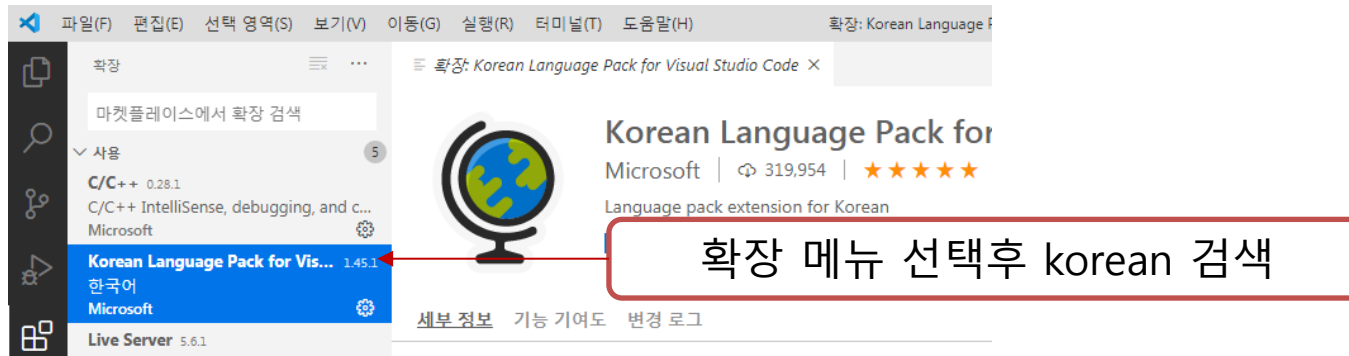 파일(F) 편집(E) 선택 영역(S) 보기(V) 이동(G) 실행(R) 터미널(T) 도움말(H) 확장: Korean Language
확장
확장: Korean Language Pack for Visual Studio Code
마켓플레이스에서 확장 검색
사용 5
C/C++ 0.28.1
C/C++ IntelliSense, debugging, and c...
Microsoft
Korean Language Pack for Vis... 1.45.1
한국어
Microsoft
Live Server 5.6.1
Korean Language Pack for
Microsoft 319,954
Language pack extension for Korean
확장 메뉴 선택후 korean 검색
세부 정보 기능 기여도 변경 로그